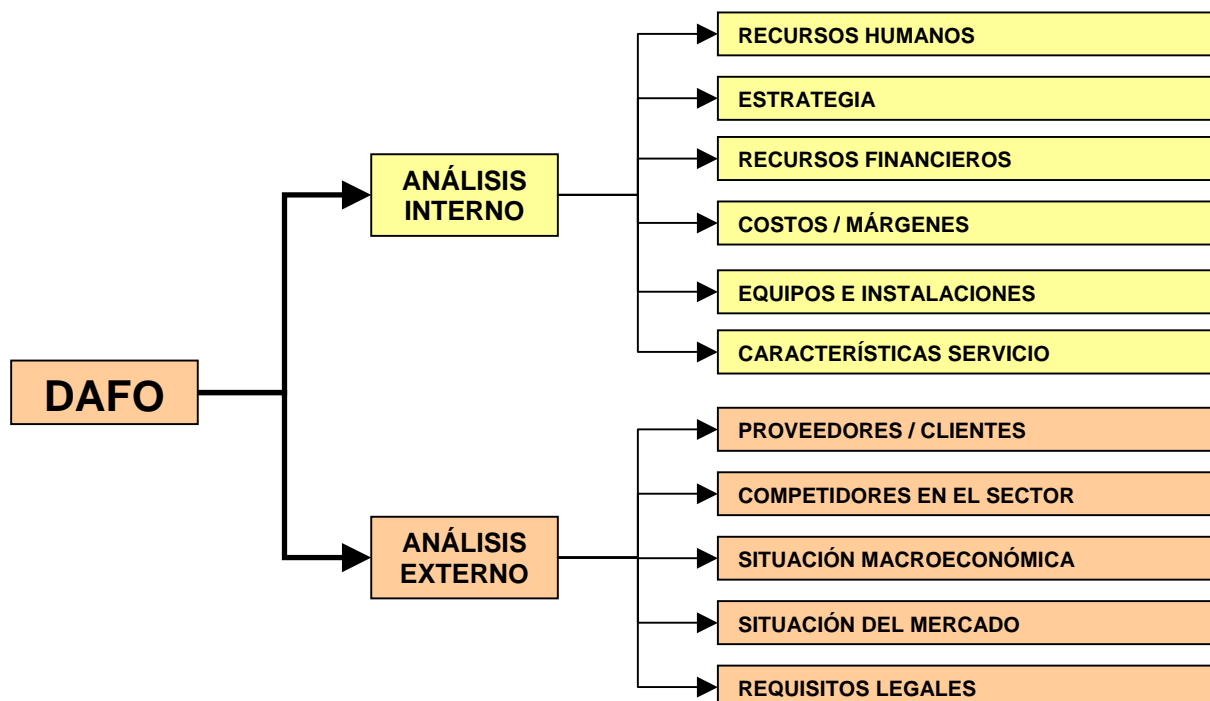 DAFO
ANÁLISIS
INTERNO
RECURSOS HUMANOS
ESTRATEGIA
RECURSOS FINANCIEROS
COSTOS / MÁRGENES
EQUIPOS E INSTALACIONES
CARACTERÍSTICAS SERVICIO
ANÁLISIS
EXTERNO
PROVEEDORES / CLIENTES
COMPETIDORES EN EL SECTOR
SITUACIÓN MACROECONÓMICA
SITUACIÓN DEL MERCADO
REQUISITOS LEGALES